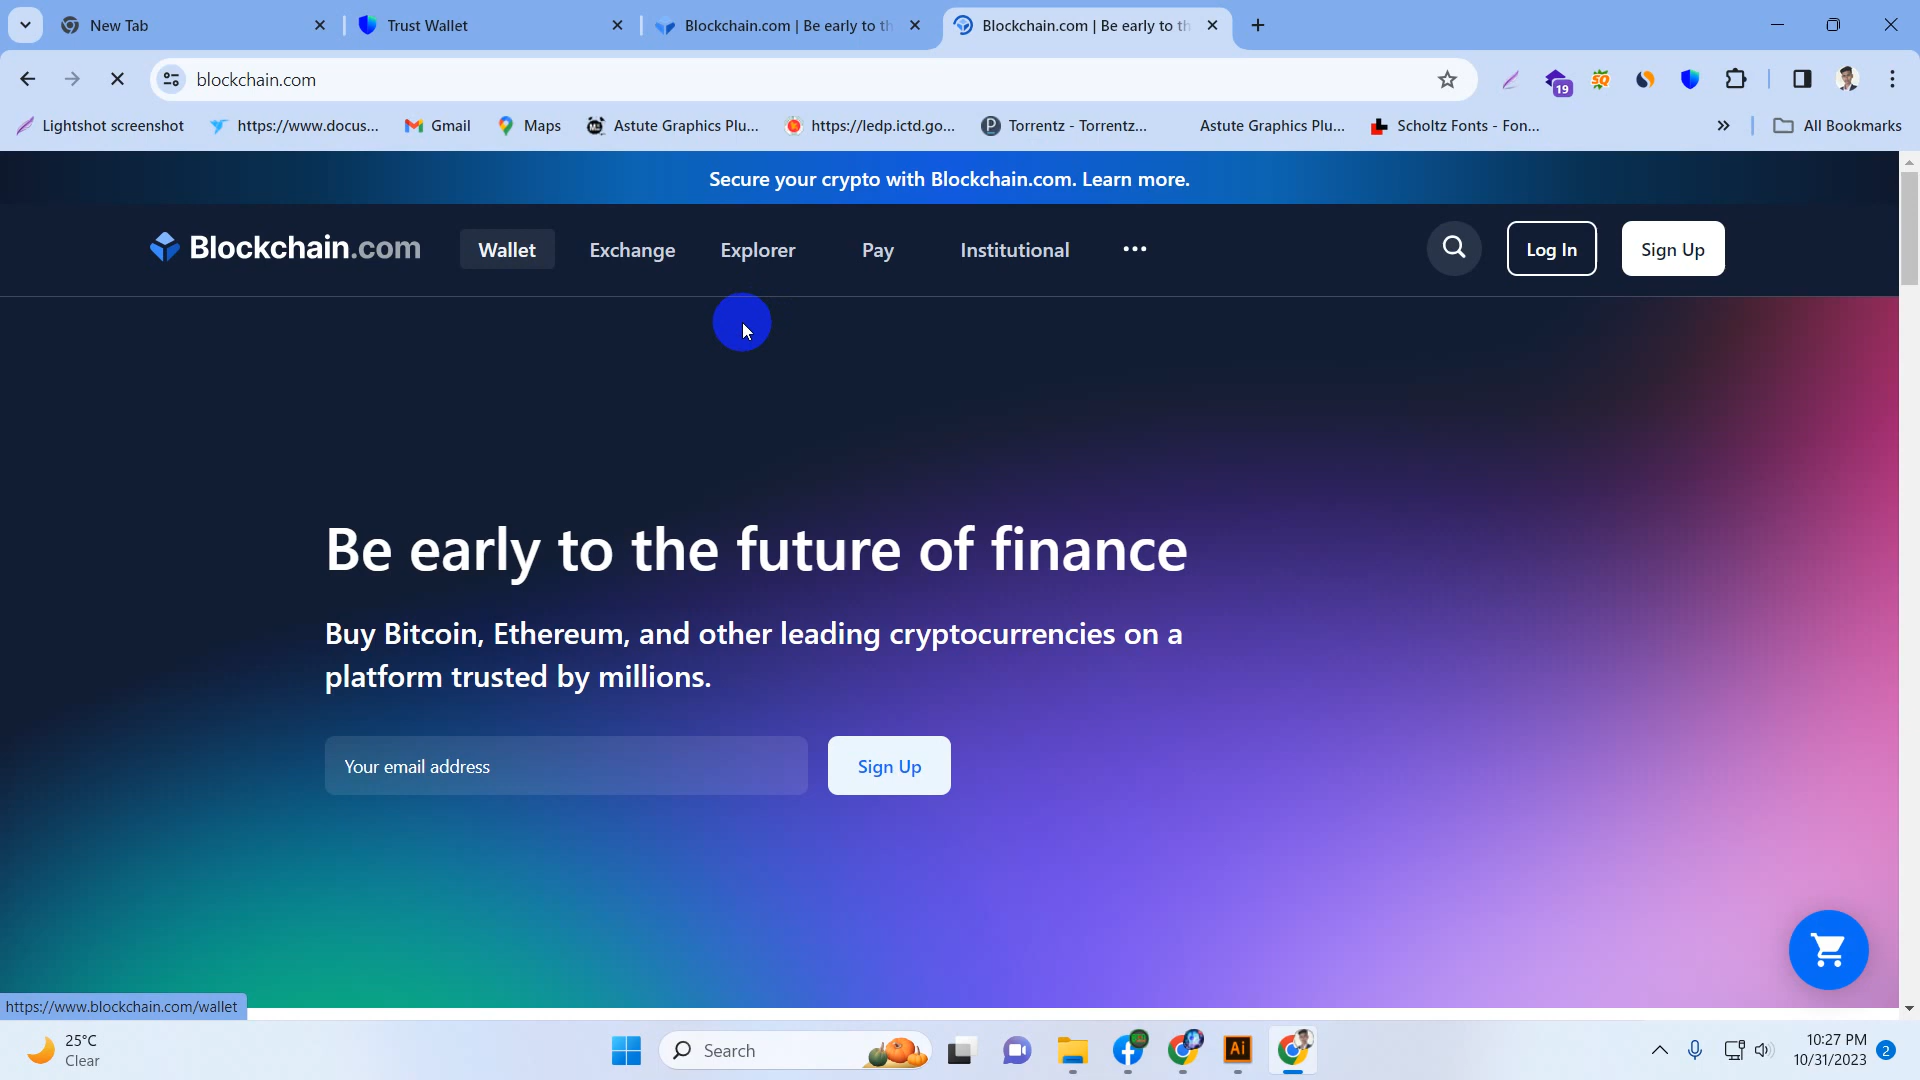 New Tab
Trust Wallet
Blockchain.com | Be early to th
Blockchain.com | Be early to th
blockchain.com
19
Lightshot screenshot
https://www.docus...
Gmail
Maps
Astute Graphics Plu...
https://ledp.ictd.go...
Torrentz - Torrentz...
Astute Graphics Plu...
Scholtz Fonts - Fon...
All Bookmarks
Secure your crypto with Blockchain.com. Learn more.
Blockchain.com
Wallet
Exchange
Explorer
Pay
Institutional
Log In
Sign Up
Be early to the future of finance
Buy Bitcoin, Ethereum, and other leading cryptocurrencies on a
platform trusted by millions.
Your email address
Sign Up
https://www.blockchain.com/wallet
25°C
Clear
Search
Ai
10:27 PM
10/31/2023
2